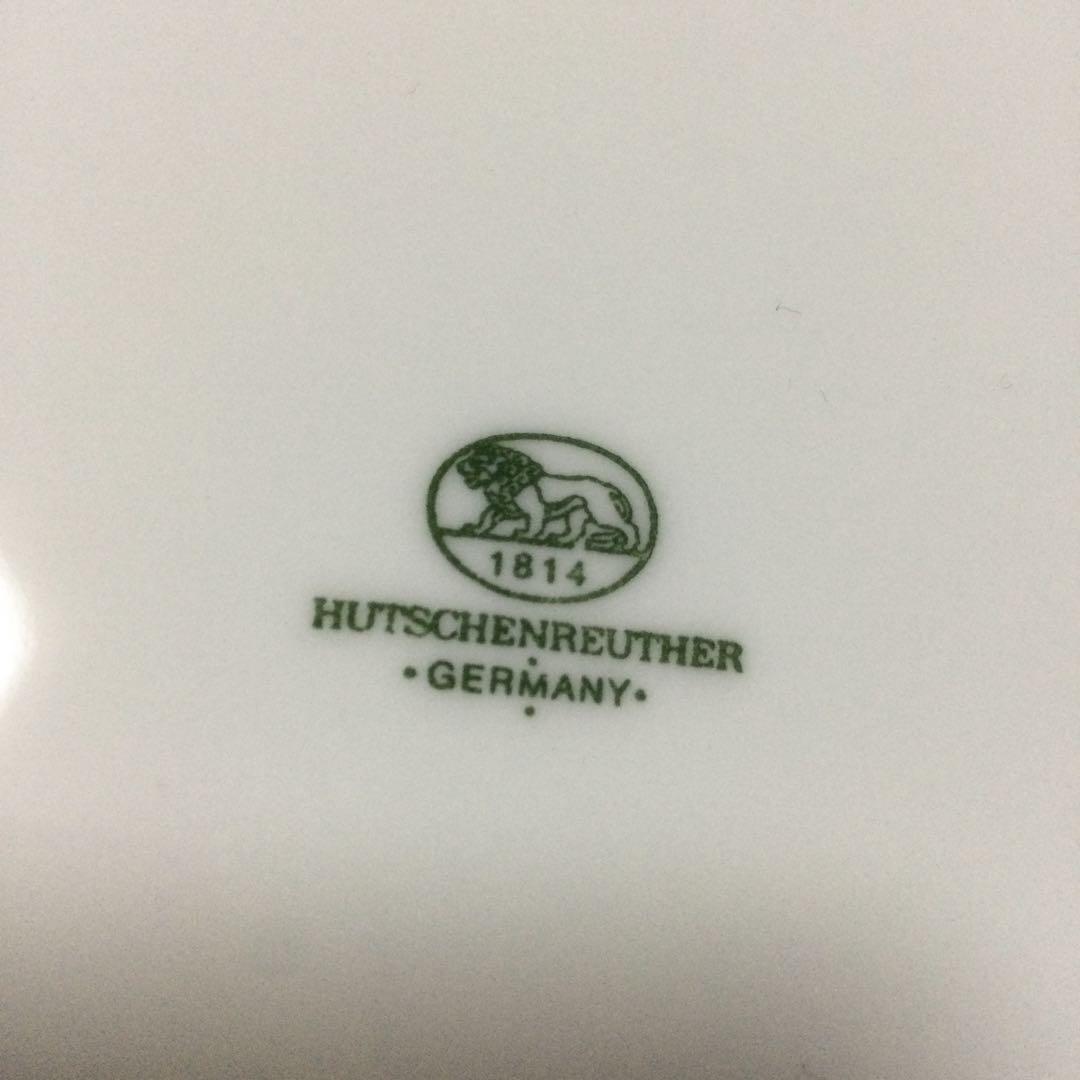 1814
HUTSCHENREUTHER
• GERMANY •